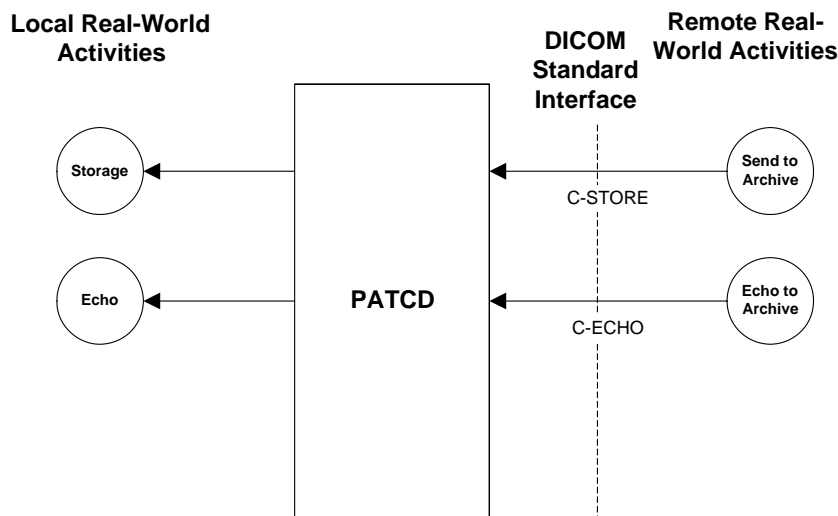 Local Real-World
Activities
DICOM
Standard
Interface
Remote Real-
World Activities
Storage
Send to
Archive
C-STORE
Echo
PATCD
Echo to
Archive
C-ECHO